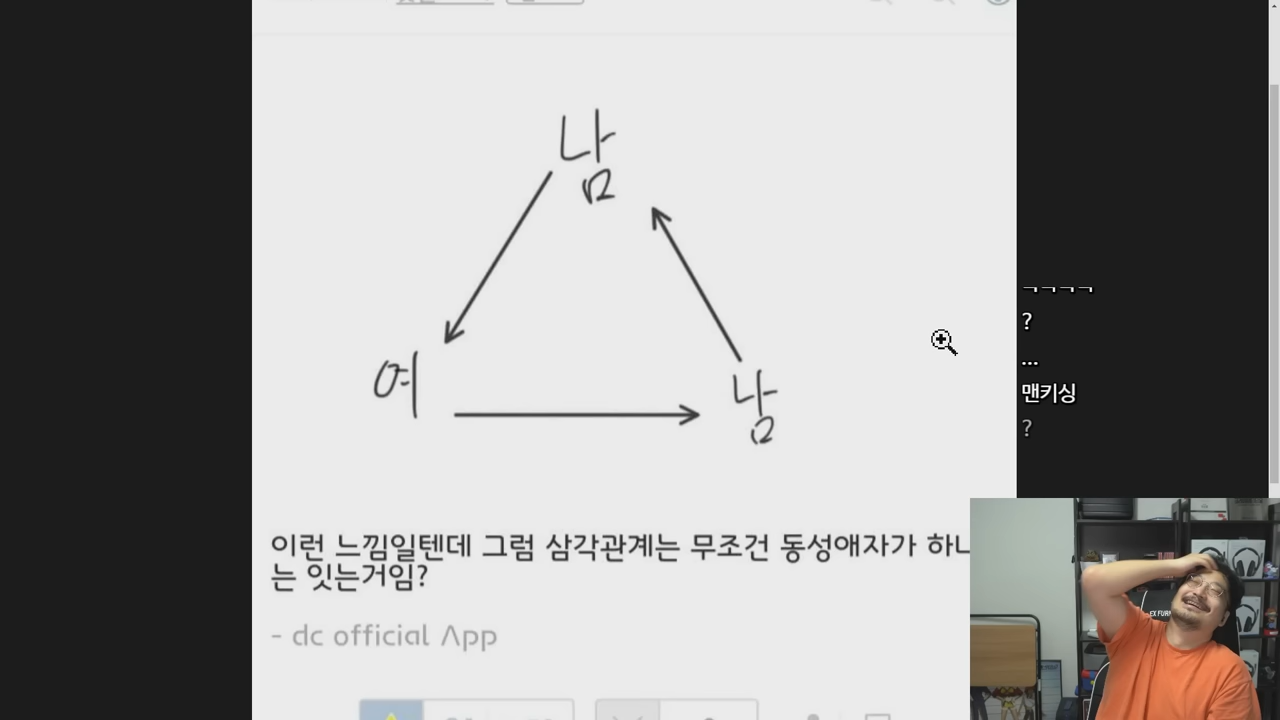 남
여
남
이런 느낌일텐데 그럼 삼각관계는 무조건 동성애자가 하나
는 잇는거임?
- dc official App
ㄱㄱㄱㄱ
?
...
맨키싱
?